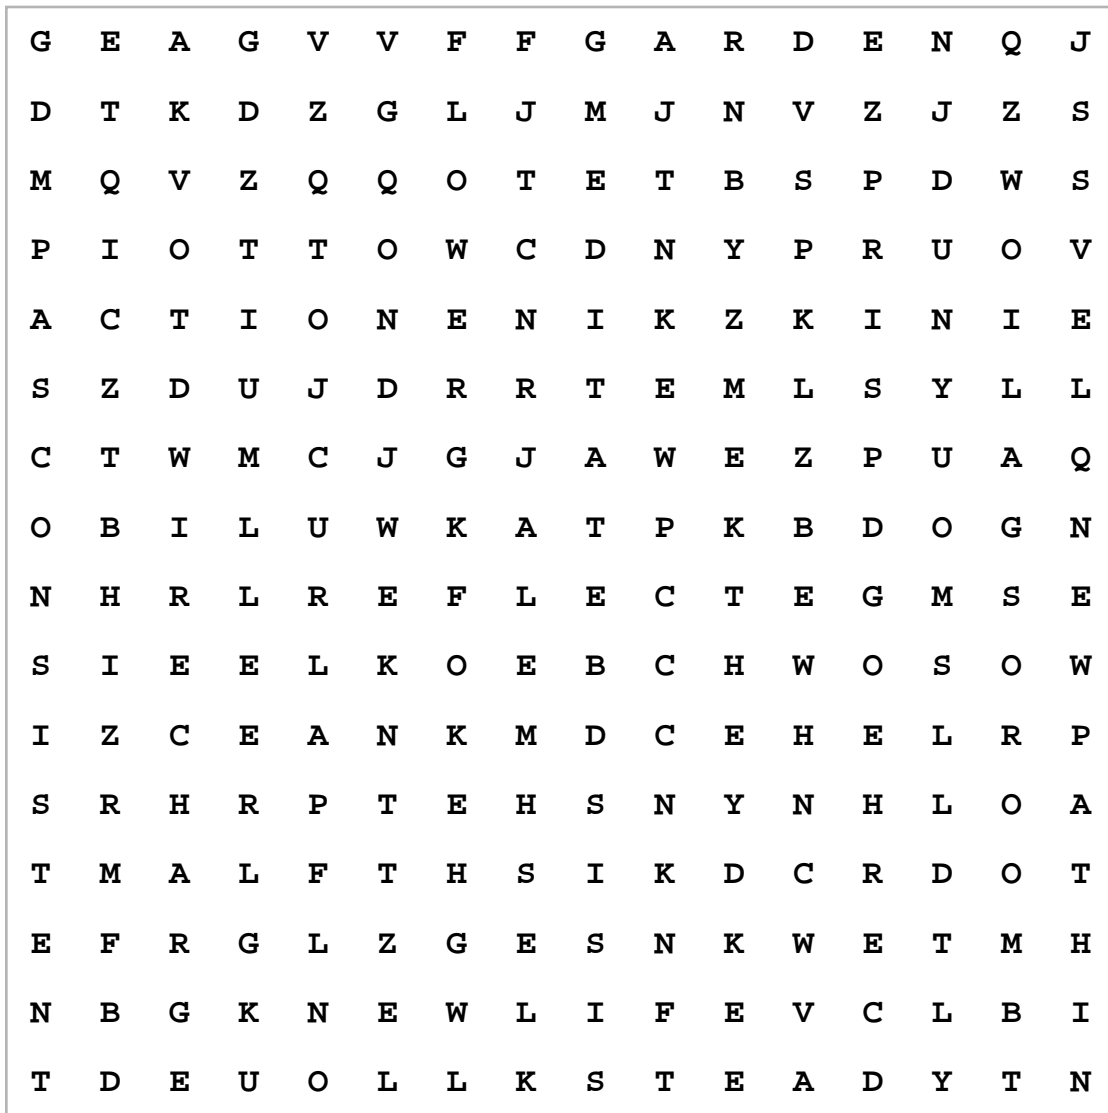 G E A G V V F F G A R D E N Q J
D T K D Z G L J M J N V Z J Z S
M Q V Z Q Q O T E T B S P D W S
P I O T T O W C D N Y P R U O V
A C T I O N E N I K Z K I N I E
S Z D U J D R R T E M L S Y L L
C T W M C J G J A W E Z P U A Q
O B I L U W K A T P K B D O G N
N H R L R E F L E C T E G M S E
S I E E L K O E B C H W O S O W
I Z C E A N K M D C E H E L R P
S R H R P T E H S N Y N H L O A
T M A L F T H S I K D C R D O T
E F R G L Z G E S N K W E T M H
N B G K N E W L I F E V C L B I
T D E U O L L K S T E A D Y T N